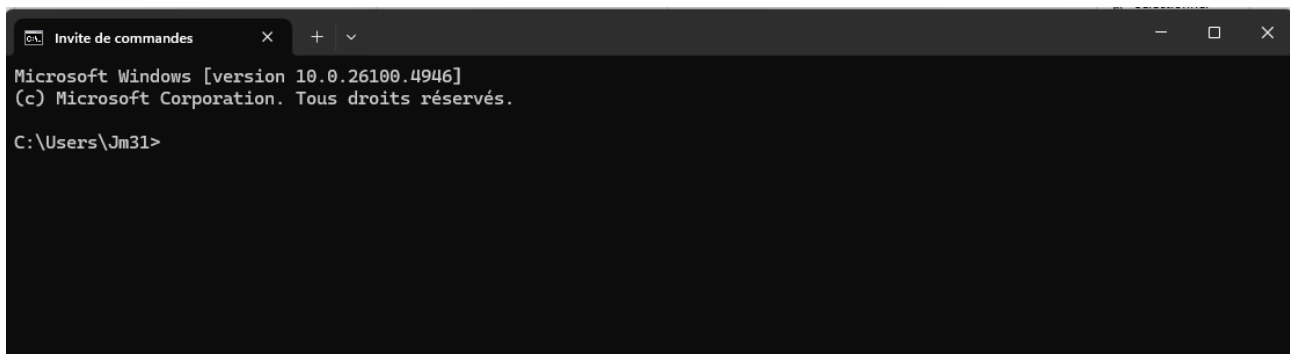 Invite de commandes
Microsoft Windows [version 10.0.26100.4946]
(c) Microsoft Corporation. Tous droits réservés.
C:\Users\Jm31>